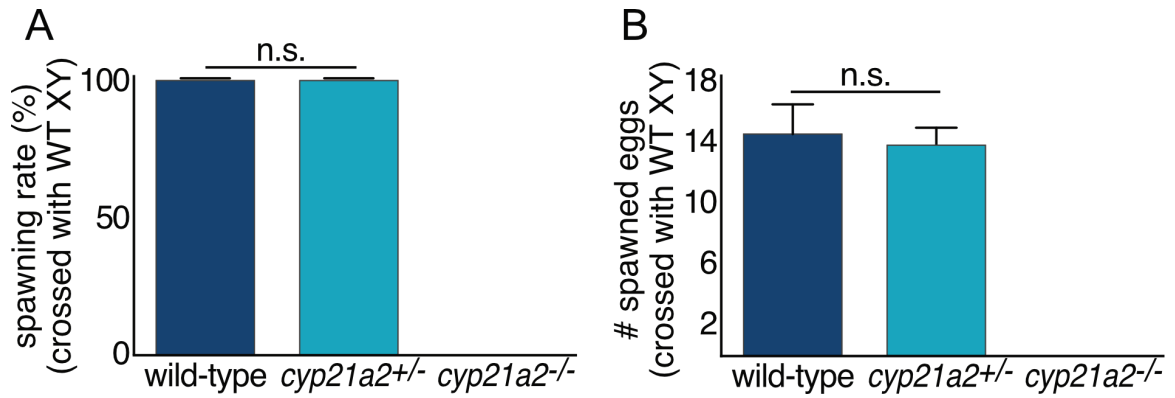 A
spawning rate (%)
(crossed with WT XY)
100
50
0
n.s.
wild-type
cyp21a2+/-
cyp21a2-/-
B
# spawned eggs
(crossed with WT XY)
18
14
10
6
2
n.s.
wild-type
cyp21a2+/-
cyp21a2-/-